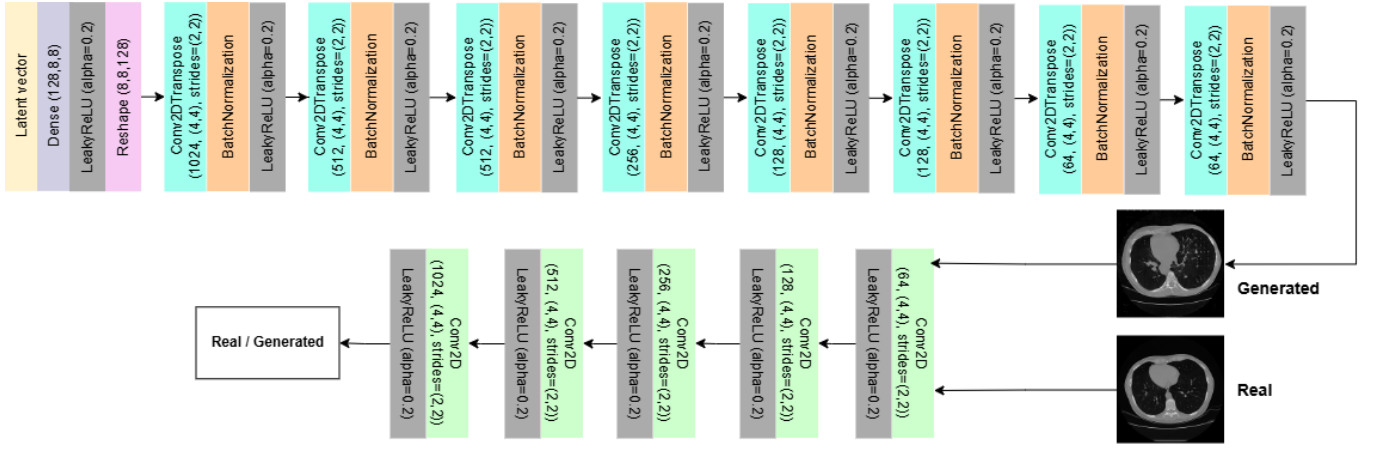 Latent vector
Dense (128,8,8)
LeakyReLU (alpha=0.2)
Reshape (8,8,128)
Conv2DTranspose
(1024, (4,4), strides=(2,2))
BatchNormalization
LeakyReLU (alpha=0.2)
Conv2DTranspose
(512, (4,4), strides=(2,2))
BatchNormalization
LeakyReLU (alpha=0.2)
Conv2DTranspose
(512, (4,4), strides=(2,2))
BatchNormalization
LeakyReLU (alpha=0.2)
Conv2DTranspose
(256, (4,4), strides=(2,2))
BatchNormalization
LeakyReLU (alpha=0.2)
Conv2DTranspose
(128, (4,4), strides=(2,2))
BatchNormalization
LeakyReLU (alpha=0.2)
Conv2DTranspose
(128, (4,4), strides=(2,2))
BatchNormalization
LeakyReLU (alpha=0.2)
Conv2DTranspose
(64, (4,4), strides=(2,2))
BatchNormalization
LeakyReLU (alpha=0.2)
Conv2DTranspose
(64, (4,4), strides=(2,2))
BatchNormalization
LeakyReLU (alpha=0.2)
Generated
Real
Conv2D
(64, (4,4), strides=(2,2))
LeakyReLU (alpha=0.2)
Conv2D
(128, (4,4), strides=(2,2))
LeakyReLU (alpha=0.2)
Conv2D
(256, (4,4), strides=(2,2))
LeakyReLU (alpha=0.2)
Conv2D
(512, (4,4), strides=(2,2))
LeakyReLU (alpha=0.2)
Conv2D
(1024, (4,4), strides=(2,2))
LeakyReLU (alpha=0.2)
Real / Generated